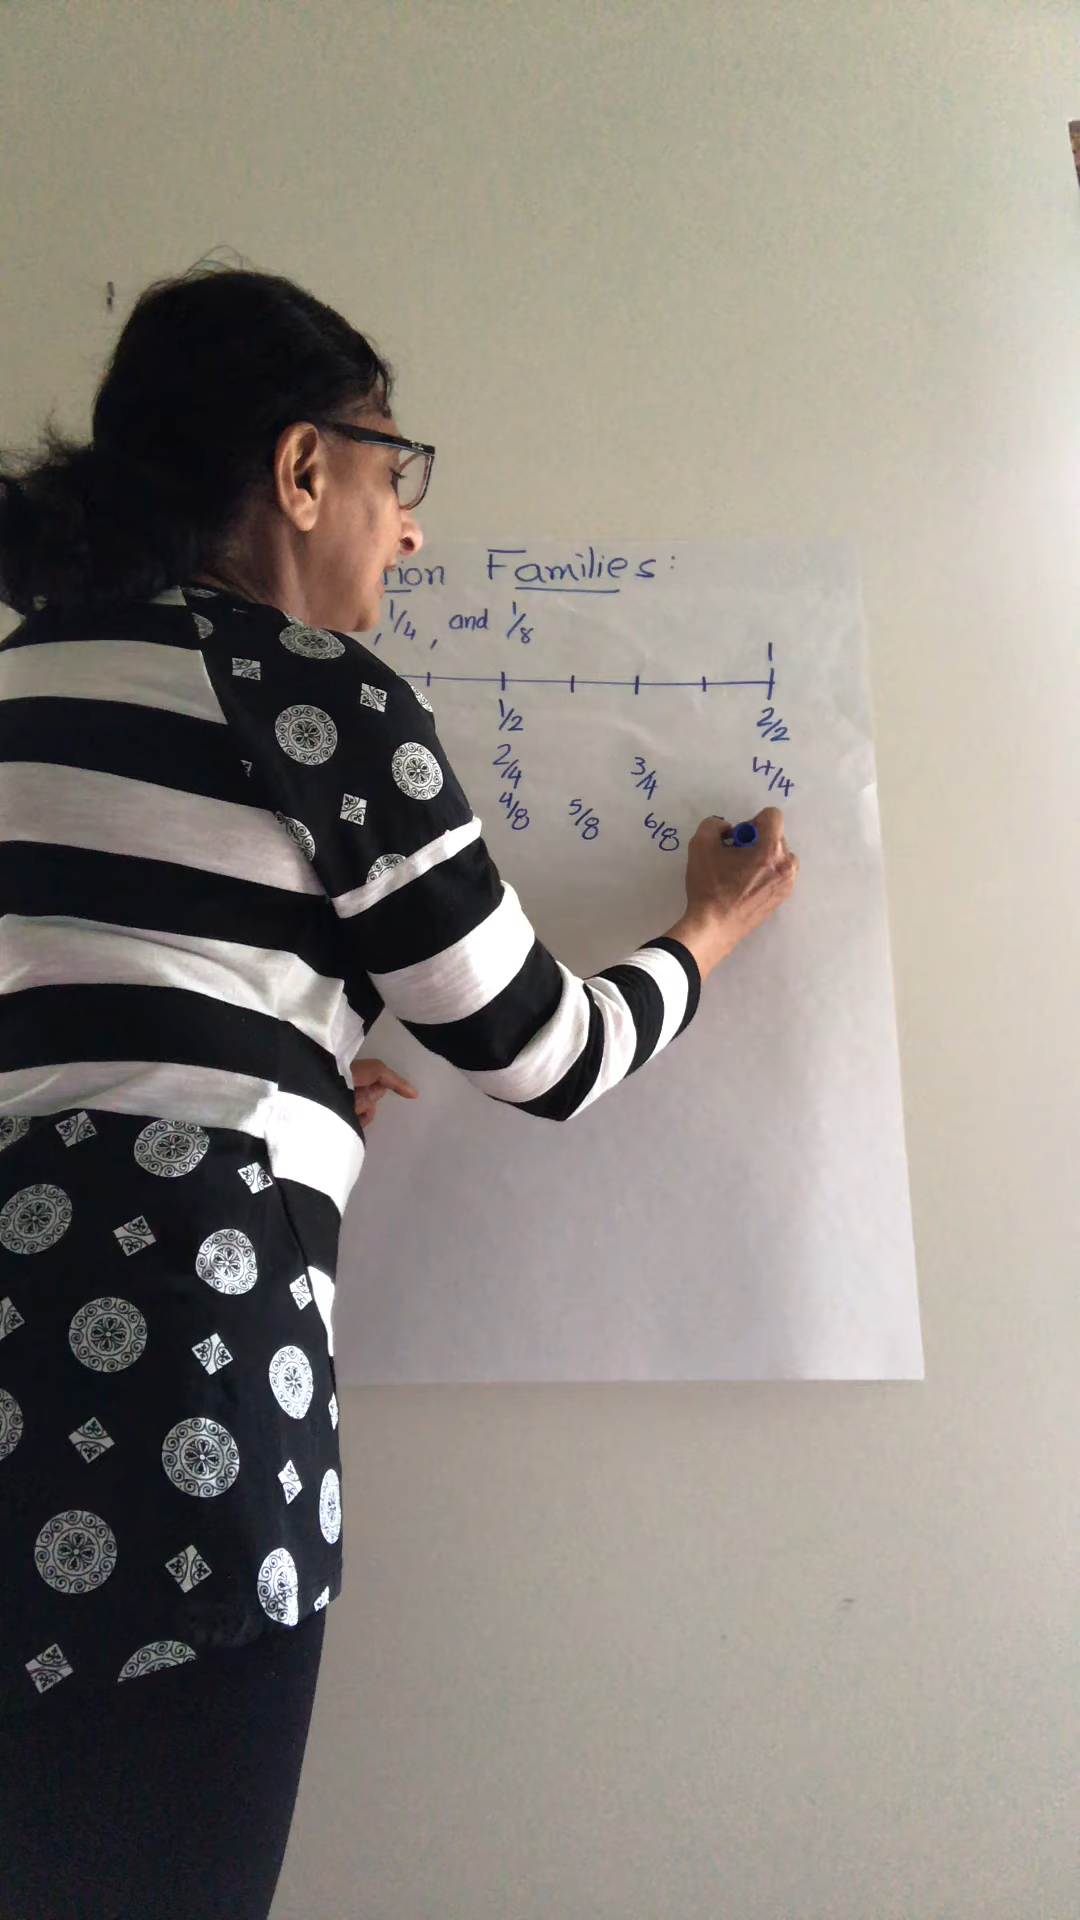 Families:
, 1/4, and 1/8
1
1/2 2/2
2/4 3/4 4/4
4/8 5/8 6/8